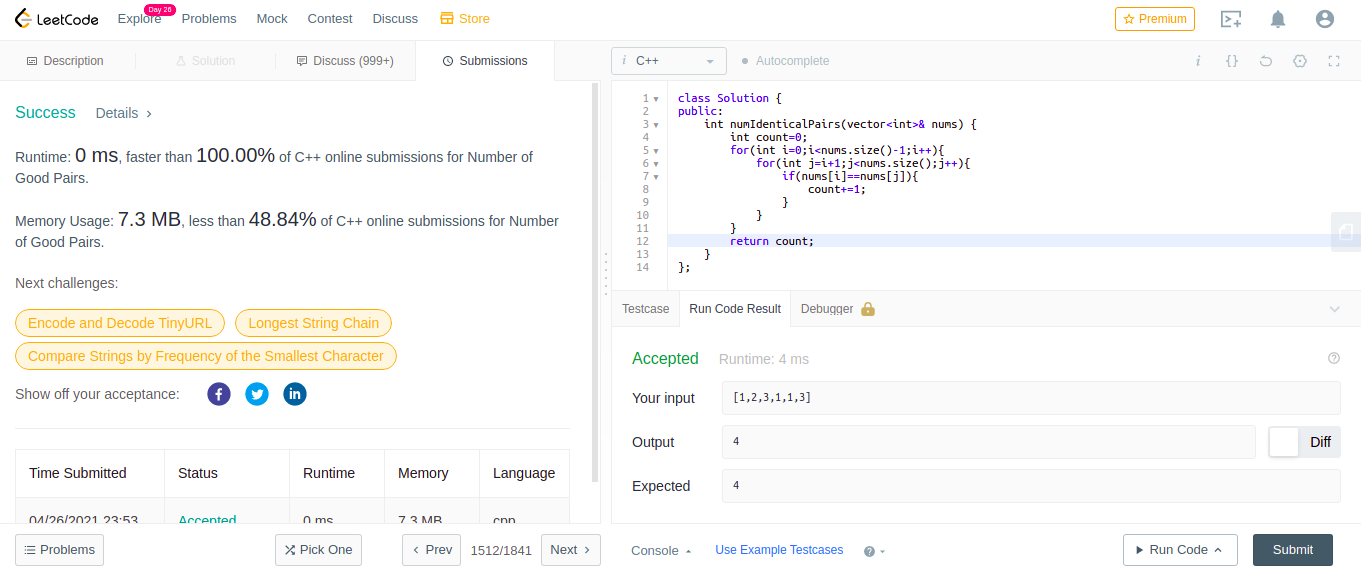 LeetCode Explore Day 26 Problems Mock Contest Discuss Store Premium
Description Solution Discuss (999+) Submissions
i C++ Autocomplete i {}
Success Details >
Runtime: 0 ms, faster than 100.00% of C++ online submissions for Number of
Good Pairs.
Memory Usage: 7.3 MB, less than 48.84% of C++ online submissions for Number
of Good Pairs.
Next challenges:
Encode and Decode TinyURL Longest String Chain
Compare Strings by Frequency of the Smallest Character
Show off your acceptance: f in
Time Submitted Status Runtime Memory Language
04/26/2021 23:53 Accepted 0 ms 7.3 MB cpp
1 class Solution {
2 public:
3 int numIdenticalPairs(vector<int>& nums) {
4 int count=0;
5 for(int i=0;i<nums.size()-1;i++){
6 for(int j=i+1;j<nums.size();j++){
7 if(nums[i]==nums[j]){
8 count+=1;
9 }
10 }
11 }
12 return count;
13 }
14 };
Testcase Run Code Result Debugger
Accepted Runtime: 4 ms ?
Your input [1,2,3,1,1,3]
Output 4 Diff
Expected 4
Problems Pick One < Prev 1512/1841 Next >
Console Use Example Testcases ? Run Code Submit